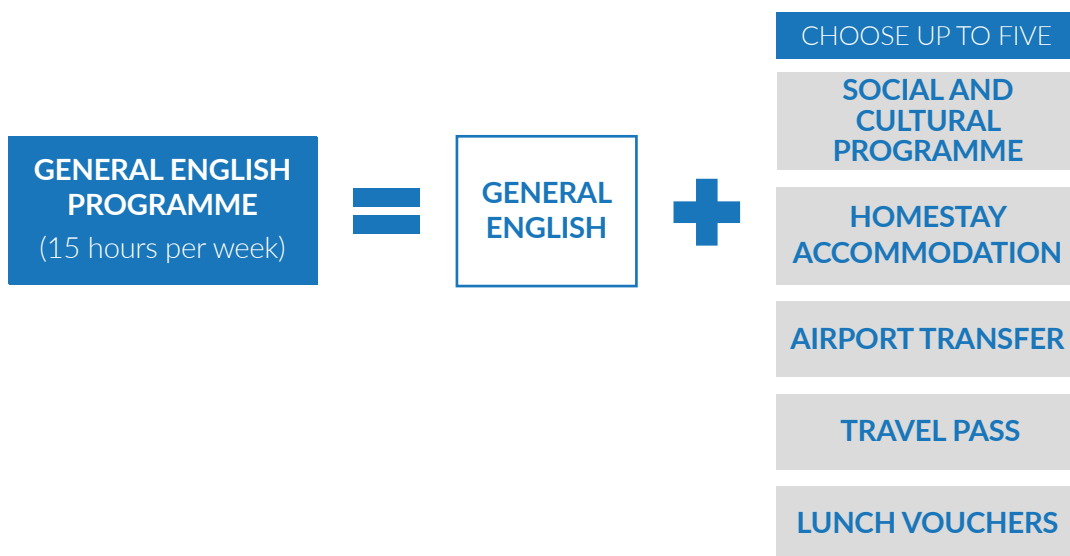 GENERAL ENGLISH
PROGRAMME
(15 hours per week)
GENERAL
ENGLISH
CHOOSE UP TO FIVE
SOCIAL AND
CULTURAL
PROGRAMME
HOMESTAY
ACCOMMODATION
AIRPORT TRANSFER
TRAVEL PASS
LUNCH VOUCHERS